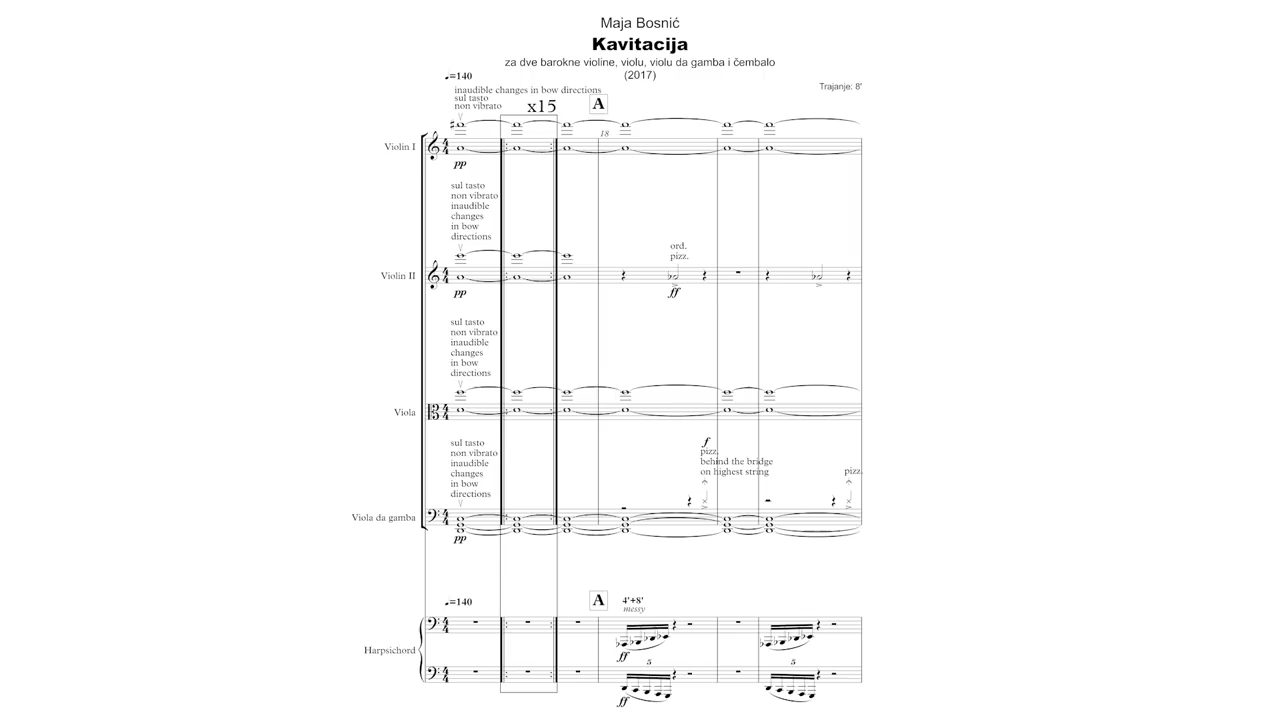 Maja Bosnić
Kavitacija
za dve barokne violine, violu, violu da gamba i čembalo
(2017)
Trajanje: 8'
♩=140
inaudible changes in bow directions
sul tasto
non vibrato
x15
A
18
Violin I
pp
sul tasto
non vibrato
inaudible
changes
in bow
directions
ord.
pizz.
Violin II
pp
ff
sul tasto
non vibrato
inaudible
changes
in bow
directions
Viola
sul tasto
non vibrato
inaudible
changes
in bow
directions
f
pizz.
behind the bridge
on highest string
pizz.
Viola da gamba
pp
♩=140
A
4'+8'
messy
ff
Harpsichord
5
5
ff